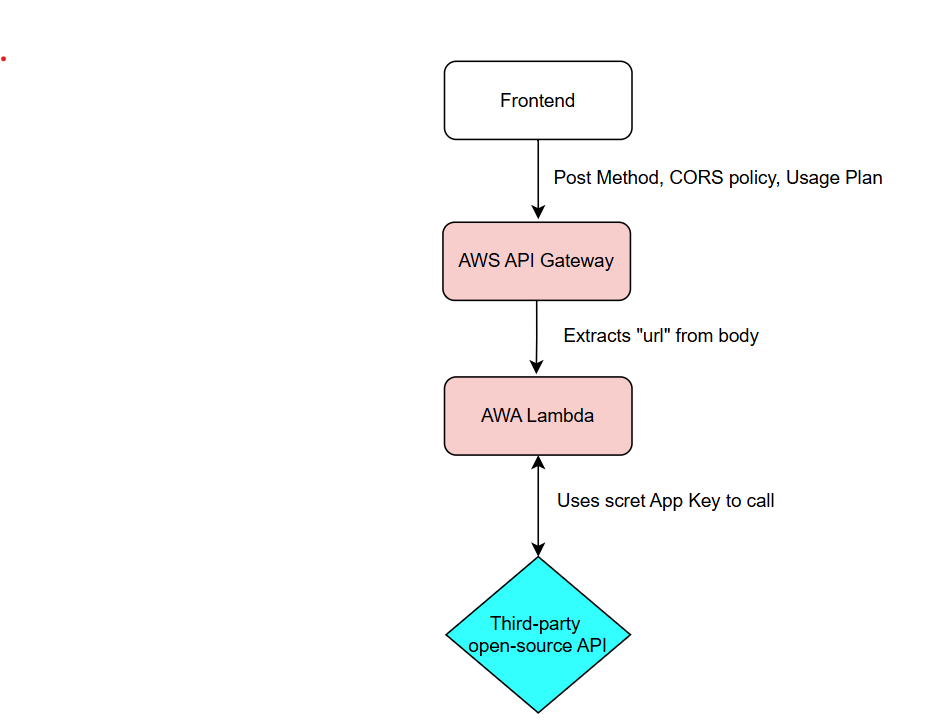 Frontend
Post Method, CORS policy, Usage Plan
AWS API Gateway
Extracts "url" from body
AWA Lambda
Uses scret App Key to call
Third-party
open-source API